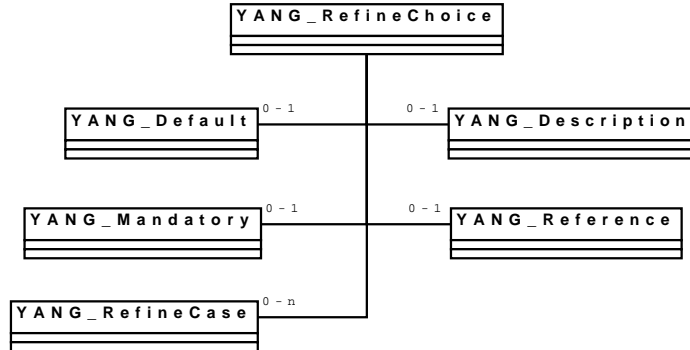 YANG_RefineChoice
0-1 0-1
YANG_Default YANG_Description
0-1 0-1
YANG_Mandatory YANG_Reference
0-n
YANG_RefineCase